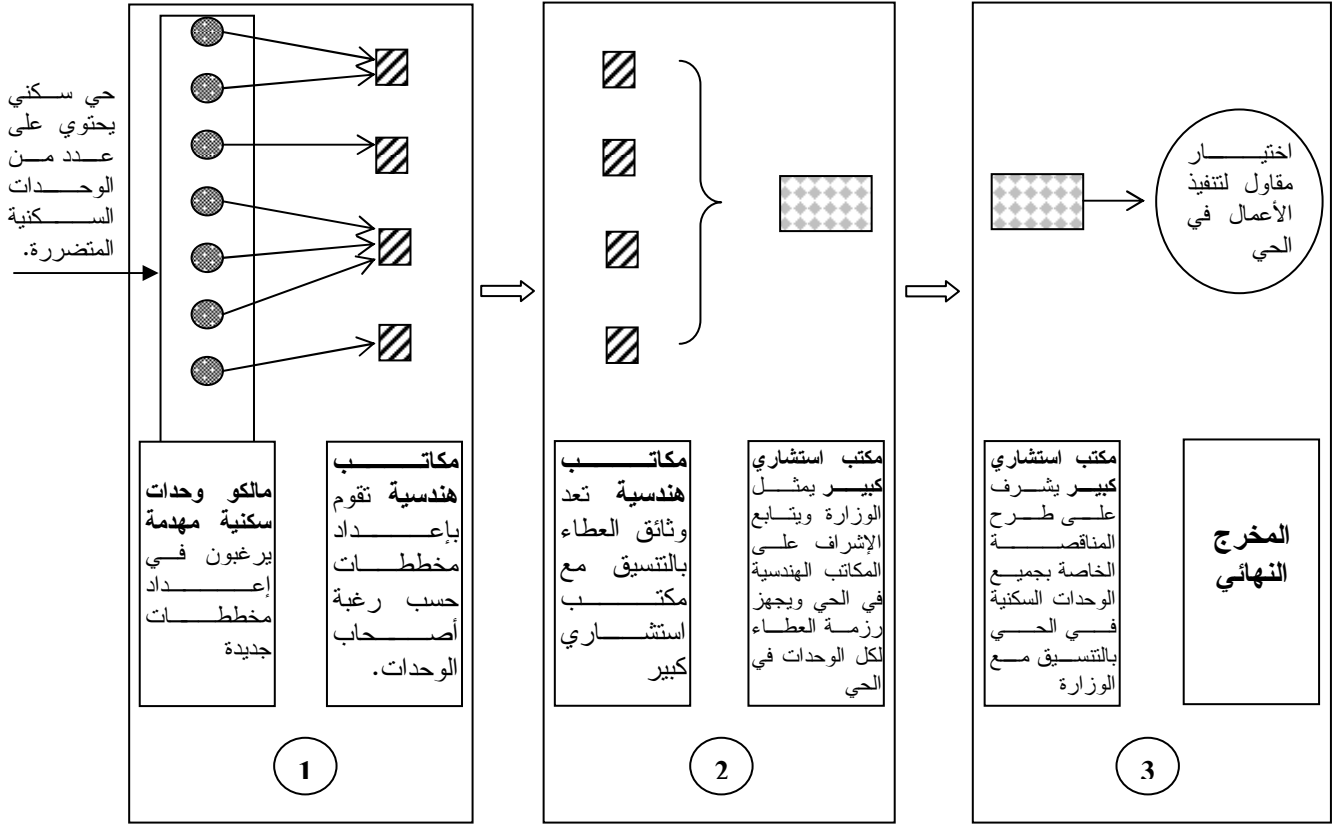 حي سكني
يحتوي على
عدد من
الوحدات
السكنية
المتضررة.
مالكو وحدات
سكنية مهدمة
يرغبون في
إعداد
مخططات
جديدة
مكاتب
هندسية تقوم
بإعداد
مخططات
حسب رغبة
أصحاب
الوحدات.
1
مكاتب
هندسية تعد
وثائق العطاء
بالتنسيق مع
مكتب
استشاري
كبير
مكتب استشاري
كبير يمثل
الوزارة ويتابع
الإشراف على
المكاتب الهندسية
في الحي ويجهز
رزمة العطاء
لكل الوحدات في
الحي
2
اختيار
مقاول لتنفيذ
الأعمال في
الحي
مكتب استشاري
كبير يشرف
على طرح
المناقصة
الخاصة بجميع
الوحدات السكنية
في الحي
بالتنسيق مع
الوزارة
المخرج
النهائي
3